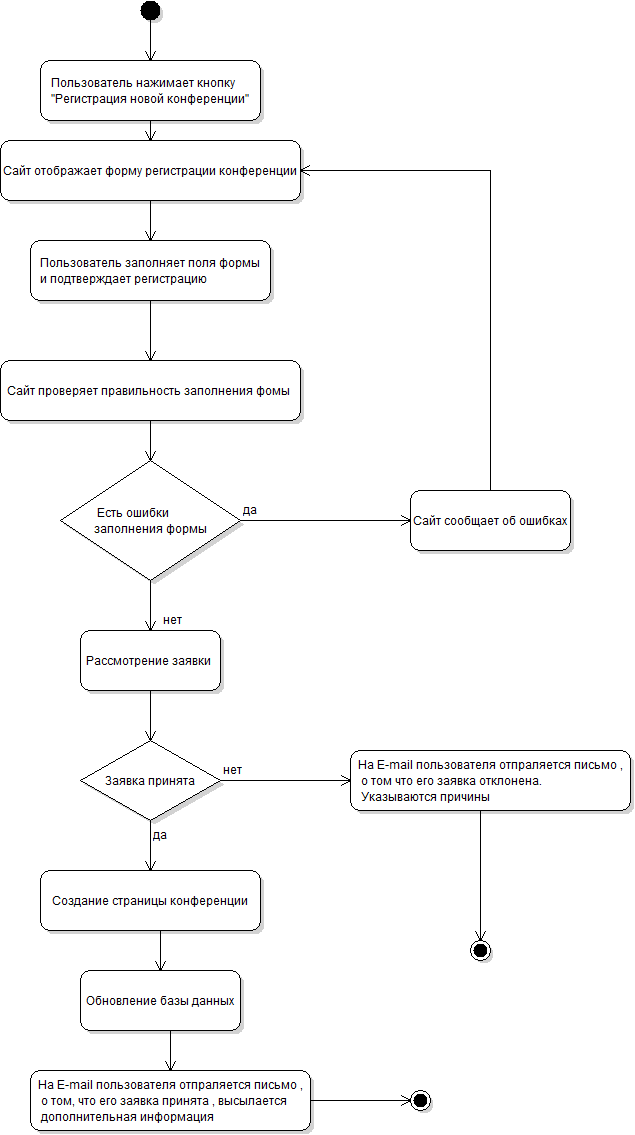 Пользователь нажимает кнопку
"Регистрация новой конференции"
Сайт отображает форму регистрации конференции
Пользователь заполняет поля формы
и подтверждает регистрацию
Сайт проверяет правильность заполнения фомы
Есть ошибки
заполнения формы
да
Сайт сообщает об ошибках
нет
Рассмотрение заявки
Заявка принята
нет
На E-mail пользователя отпраляется письмо ,
о том что его заявка отклонена.
Указываются причины
да
Создание страницы конференции
Обновление базы данных
На E-mail пользователя отпраляется письмо ,
о том, что его заявка принята , высылается
дополнительная информация